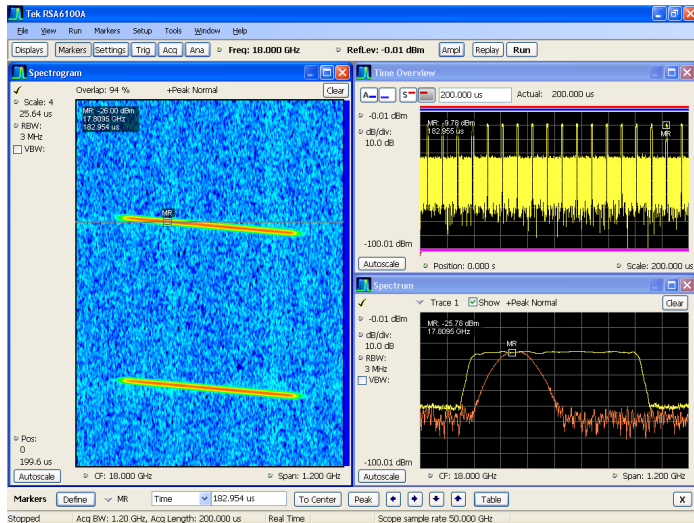 Tek RSA6100A
File View Run Markers Setup Tools Window Help
Displays Markers Settings Trig Acq Ana Freq: 18.000 GHz RefLev: -0.01 dBm Ampl Replay Run
Spectrogram
Overlap: 94 % +Peak Normal Clear
Scale: 4
25.64 us
RBW:
3 MHz
VBW:
MR: -26.00 dBm
17.8095 GHz
182.954 us
MR
Pos:
0
199.6 us
Autoscale CF: 18.000 GHz Span: 1.200 GHz
Time Overview
A S 200.000 us Actual: 200.000 us
-0.01 dBm
dB/div:
10.0 dB
MR: -9.78 dBm
182.955 us
MR
-100.01 dBm
Autoscale Position: 0.000 s Scale: 200.000 us
Spectrum
Trace 1 Show +Peak Normal Clear
-0.01 dBm
dB/div:
10.0 dB
RBW:
3 MHz
VBW:
MR: -25.78 dBm
17.8095 GHz
MR
-100.01 dBm
Autoscale CF: 18.000 GHz Span: 1.200 GHz
Markers Define MR Time 182.954 us To Center Peak Table X
Stopped Acq BW: 1.20 GHz, Acq Length: 200.000 us Real Time Scope sample rate 50.000 GHz